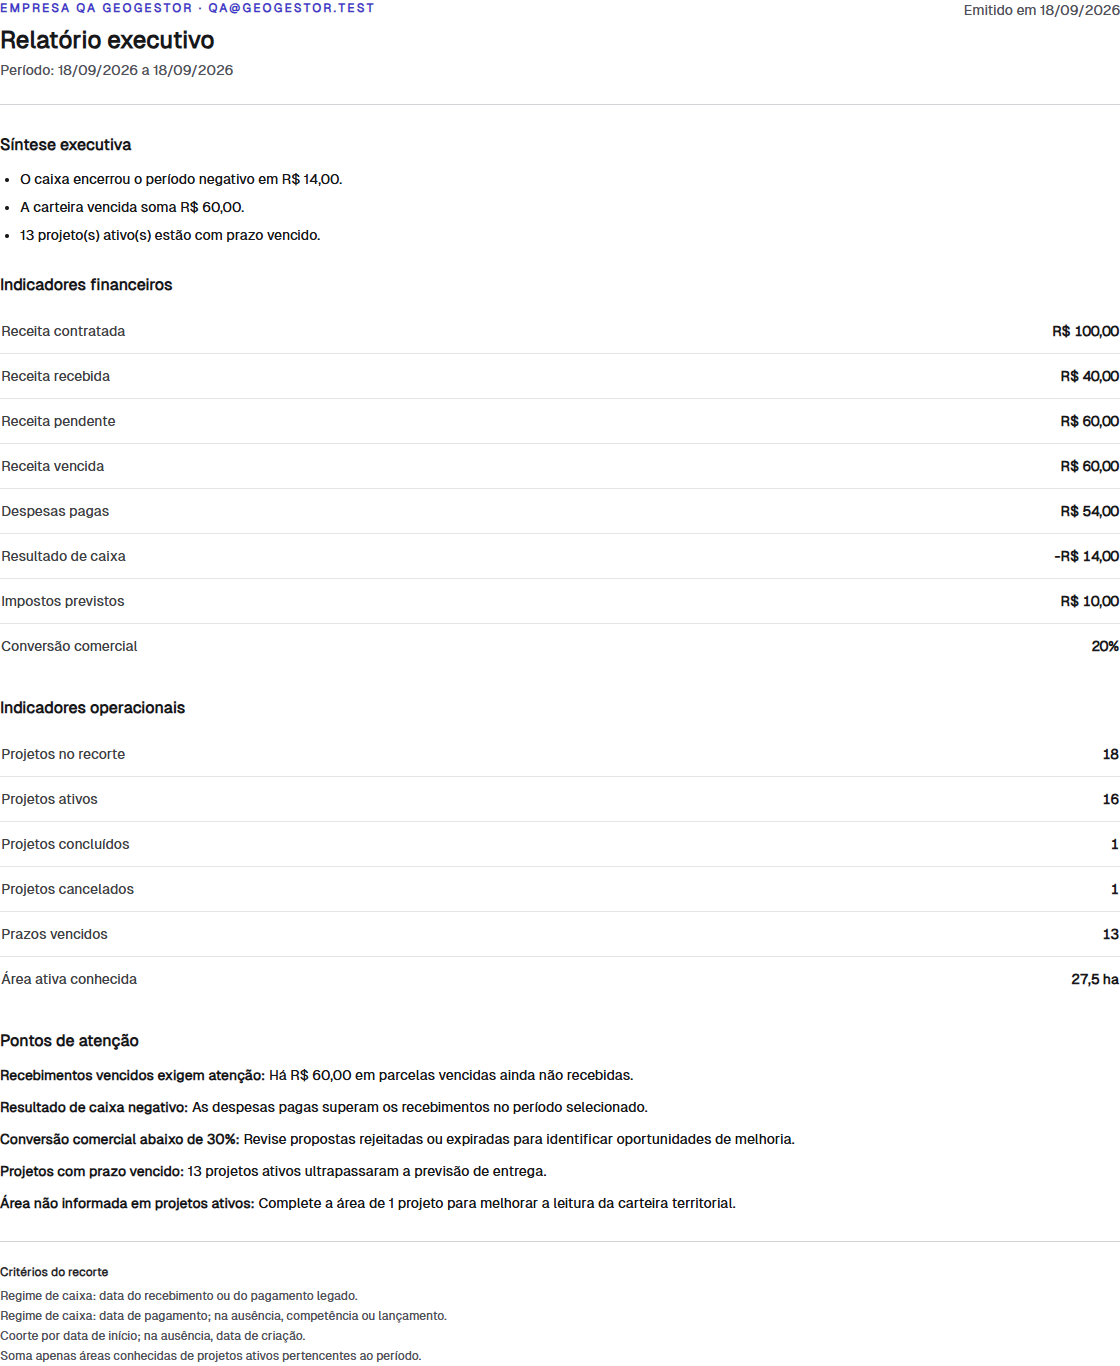 EMPRESA QA GEOGESTOR · QA@GEOGESTOR.TEST
Emitido em 18/09/2026
Relatório executivo
Período: 18/09/2026 a 18/09/2026
Síntese executiva
• O caixa encerrou o período negativo em R$ 14,00.
• A carteira vencida soma R$ 60,00.
• 13 projeto(s) ativo(s) estão com prazo vencido.
Indicadores financeiros
Receita contratada R$ 100,00
Receita recebida R$ 40,00
Receita pendente R$ 60,00
Receita vencida R$ 60,00
Despesas pagas R$ 54,00
Resultado de caixa -R$ 14,00
Impostos previstos R$ 10,00
Conversão comercial 20%
Indicadores operacionais
Projetos no recorte 18
Projetos ativos 16
Projetos concluídos 1
Projetos cancelados 1
Prazos vencidos 13
Área ativa conhecida 27,5 ha
Pontos de atenção
Recebimentos vencidos exigem atenção: Há R$ 60,00 em parcelas vencidas ainda não recebidas.
Resultado de caixa negativo: As despesas pagas superam os recebimentos no período selecionado.
Conversão comercial abaixo de 30%: Revise propostas rejeitadas ou expiradas para identificar oportunidades de melhoria.
Projetos com prazo vencido: 13 projetos ativos ultrapassaram a previsão de entrega.
Área não informada em projetos ativos: Complete a área de 1 projeto para melhorar a leitura da carteira territorial.
Critérios do recorte
Regime de caixa: data do recebimento ou do pagamento legado.
Regime de caixa: data de pagamento; na ausência, competência ou lançamento.
Coorte por data de início; na ausência, data de criação.
Soma apenas áreas conhecidas de projetos ativos pertencentes ao período.